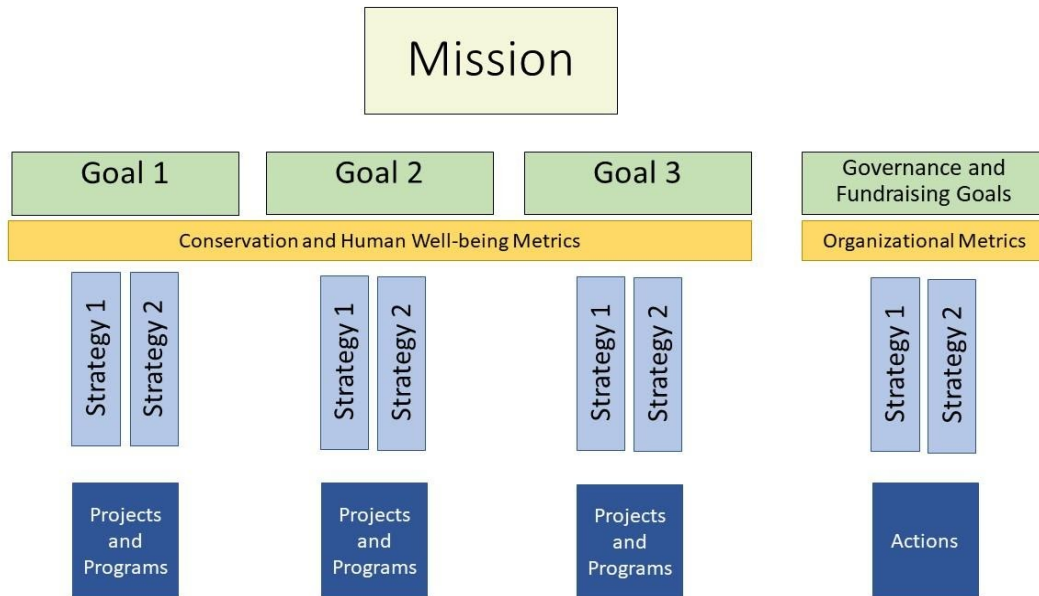 Mission
Goal 1
Goal 2
Goal 3
Governance and
Fundraising Goals
Conservation and Human Well-being Metrics
Organizational Metrics
Strategy 1
Strategy 2
Strategy 1
Strategy 2
Strategy 1
Strategy 2
Strategy 1
Strategy 2
Projects
and
Programs
Projects
and
Programs
Projects
and
Programs
Actions